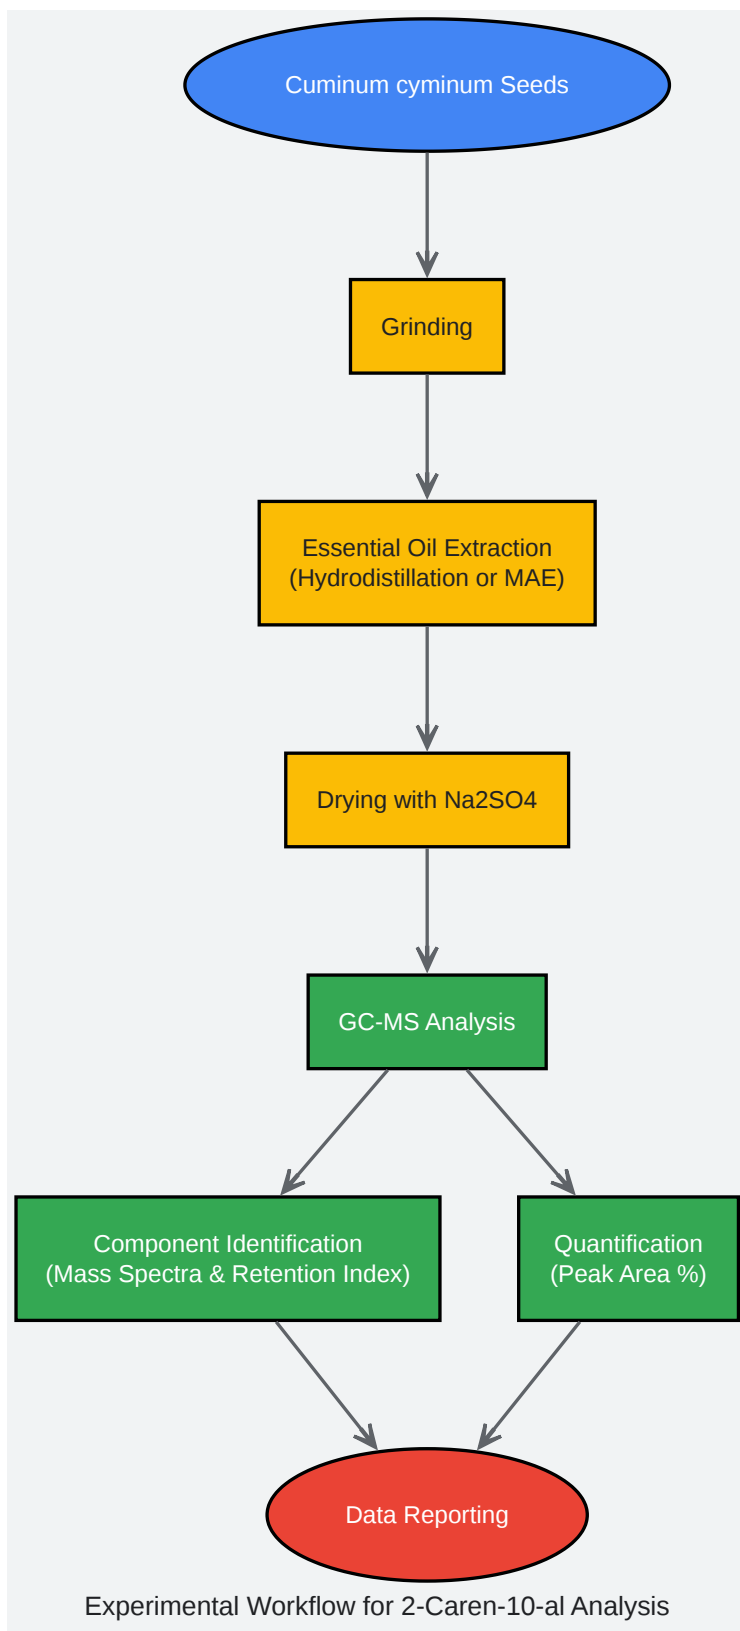 Cuminum cyminum Seeds
Grinding
Essential Oil Extraction
(Hydrodistillation or MAE)
Drying with Na2SO4
GC-MS Analysis
Component Identification
(Mass Spectra & Retention Index)
Quantification
(Peak Area %)
Data Reporting
Experimental Workflow for 2-Caren-10-al Analysis